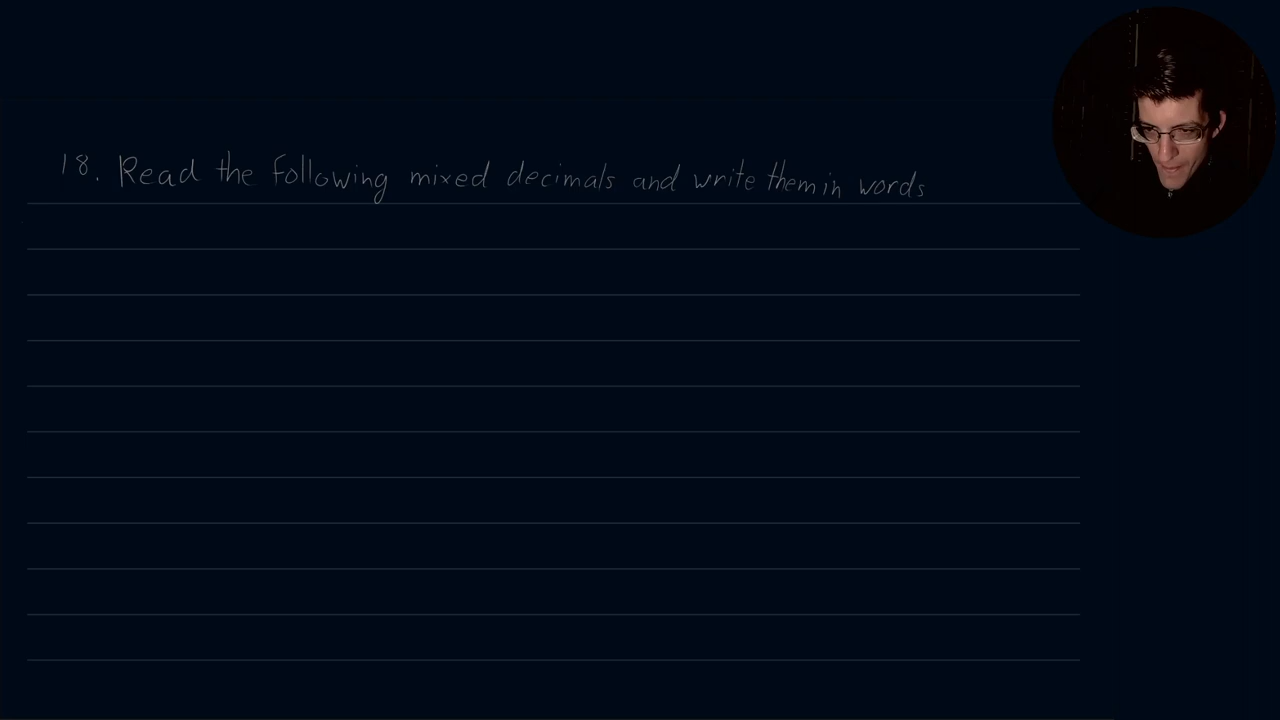 18. Read the following mixed decimals and write them in words